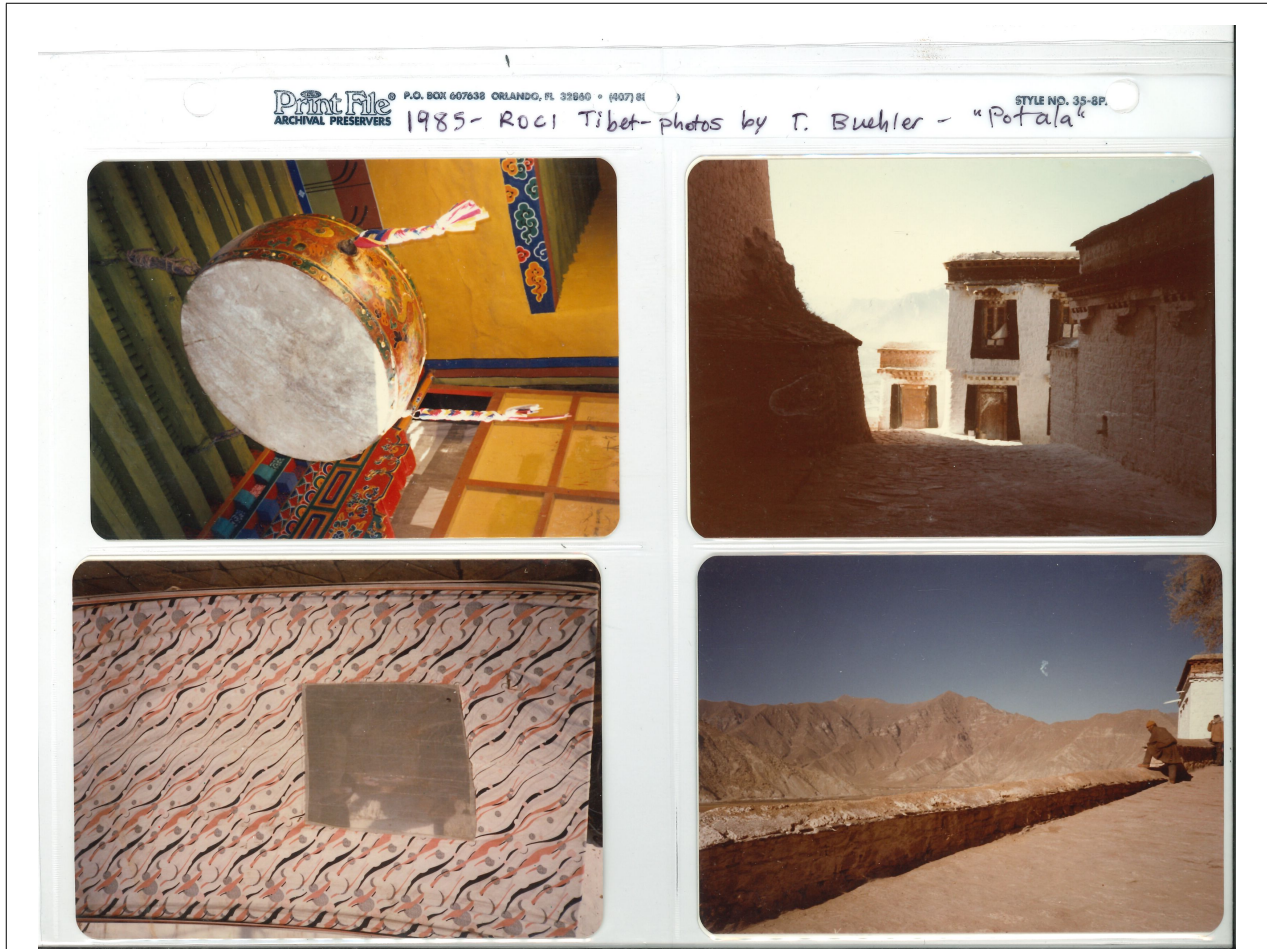 Print File® P.O. BOX 607638 ORLANDO, FL 32860 • (407) 8 STYLE NO. 35-8P.
ARCHIVAL PRESERVERS
1985- ROCI Tibet-photos by T. Buehler - "Potala"